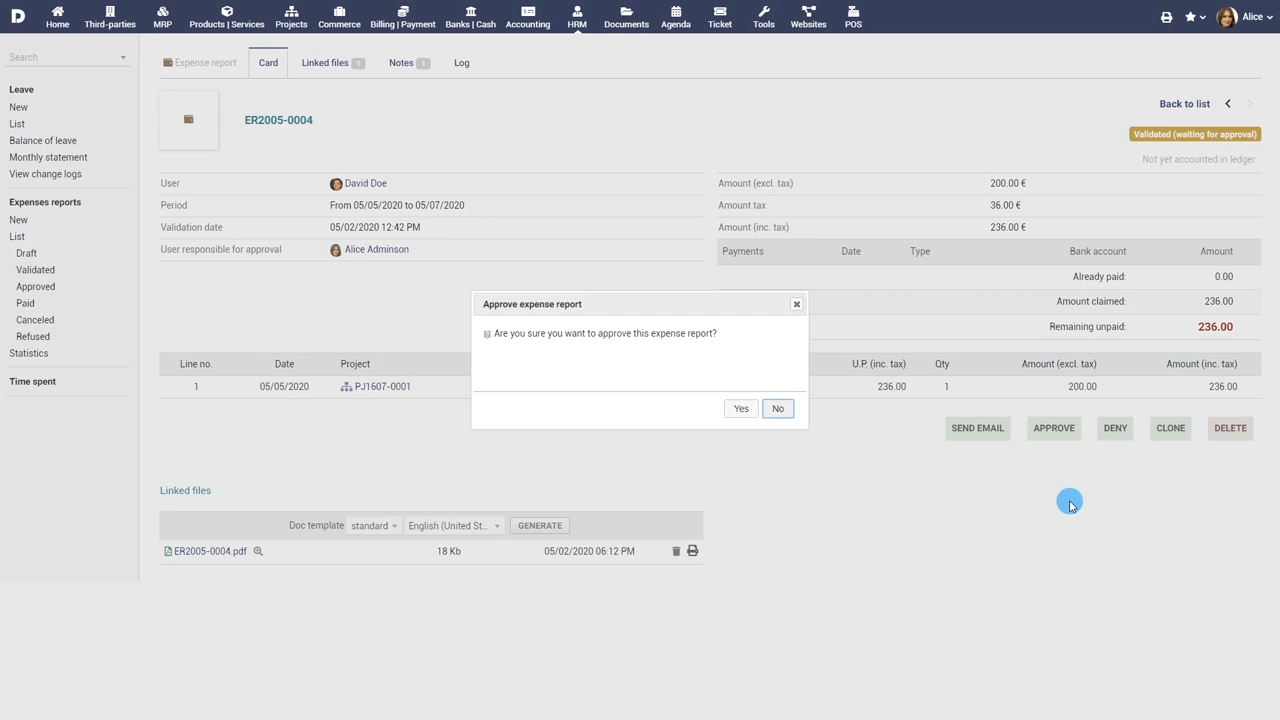 Home Third-parties MRP Products | Services Projects Commerce Billing | Payment Banks | Cash Accounting HRM Documents Agenda Ticket Tools Websites POS Alice
Search
Expense report Card Linked files 1 Notes 1 Log
Leave
New
List
Balance of leave
Monthly statement
View change logs
Expenses reports
New
List
Draft
Validated
Approved
Paid
Canceled
Refused
Statistics
Time spent
ER2005-0004
Back to list
Validated (waiting for approval)
Not yet accounted in ledger
User David Doe
Period From 05/05/2020 to 05/07/2020
Validation date 05/02/2020 12:42 PM
User responsible for approval Alice Adminson
Amount (excl. tax) 200.00 €
Amount tax 36.00 €
Amount (inc. tax) 236.00 €
Payments Date Type Bank account Amount
Already paid: 0.00
Amount claimed: 236.00
Remaining unpaid: 236.00
Approve expense report
Are you sure you want to approve this expense report?
Yes No
Line no. Date Project U.P. (inc. tax) Qty Amount (excl. tax) Amount (inc. tax)
1 05/05/2020 PJ1607-0001 236.00 1 200.00 236.00
SEND EMAIL APPROVE DENY CLONE DELETE
Linked files
Doc template standard English (United St... GENERATE
ER2005-0004.pdf 18 Kb 05/02/2020 06:12 PM